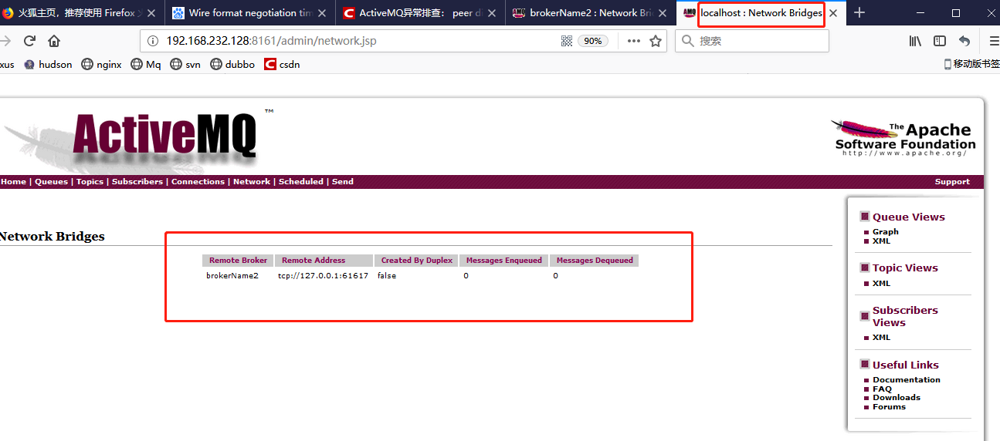 火狐主页，推荐使用 Firefox
Wire format negotiation tim
ActiveMQ异常排查： peer di
brokerName2 : Network Bri
localhost : Network Bridges
192.168.232.128:8161/admin/network.jsp
90%
搜索
xus
hudson
nginx
Mq
svn
dubbo
csdn
移动版书签
ActiveMQ™
The Apache
Software Foundation
http://www.apache.org/
Home | Queues | Topics | Subscribers | Connections | Network | Scheduled | Send
Support
Network Bridges
Remote Broker Remote Address Created By Duplex Messages Enqueued Messages Dequeued
brokerName2 tcp://127.0.0.1:61617 false 0 0
Queue Views
Graph
XML
Topic Views
XML
Subscribers
Views
XML
Useful Links
Documentation
FAQ
Downloads
Forums